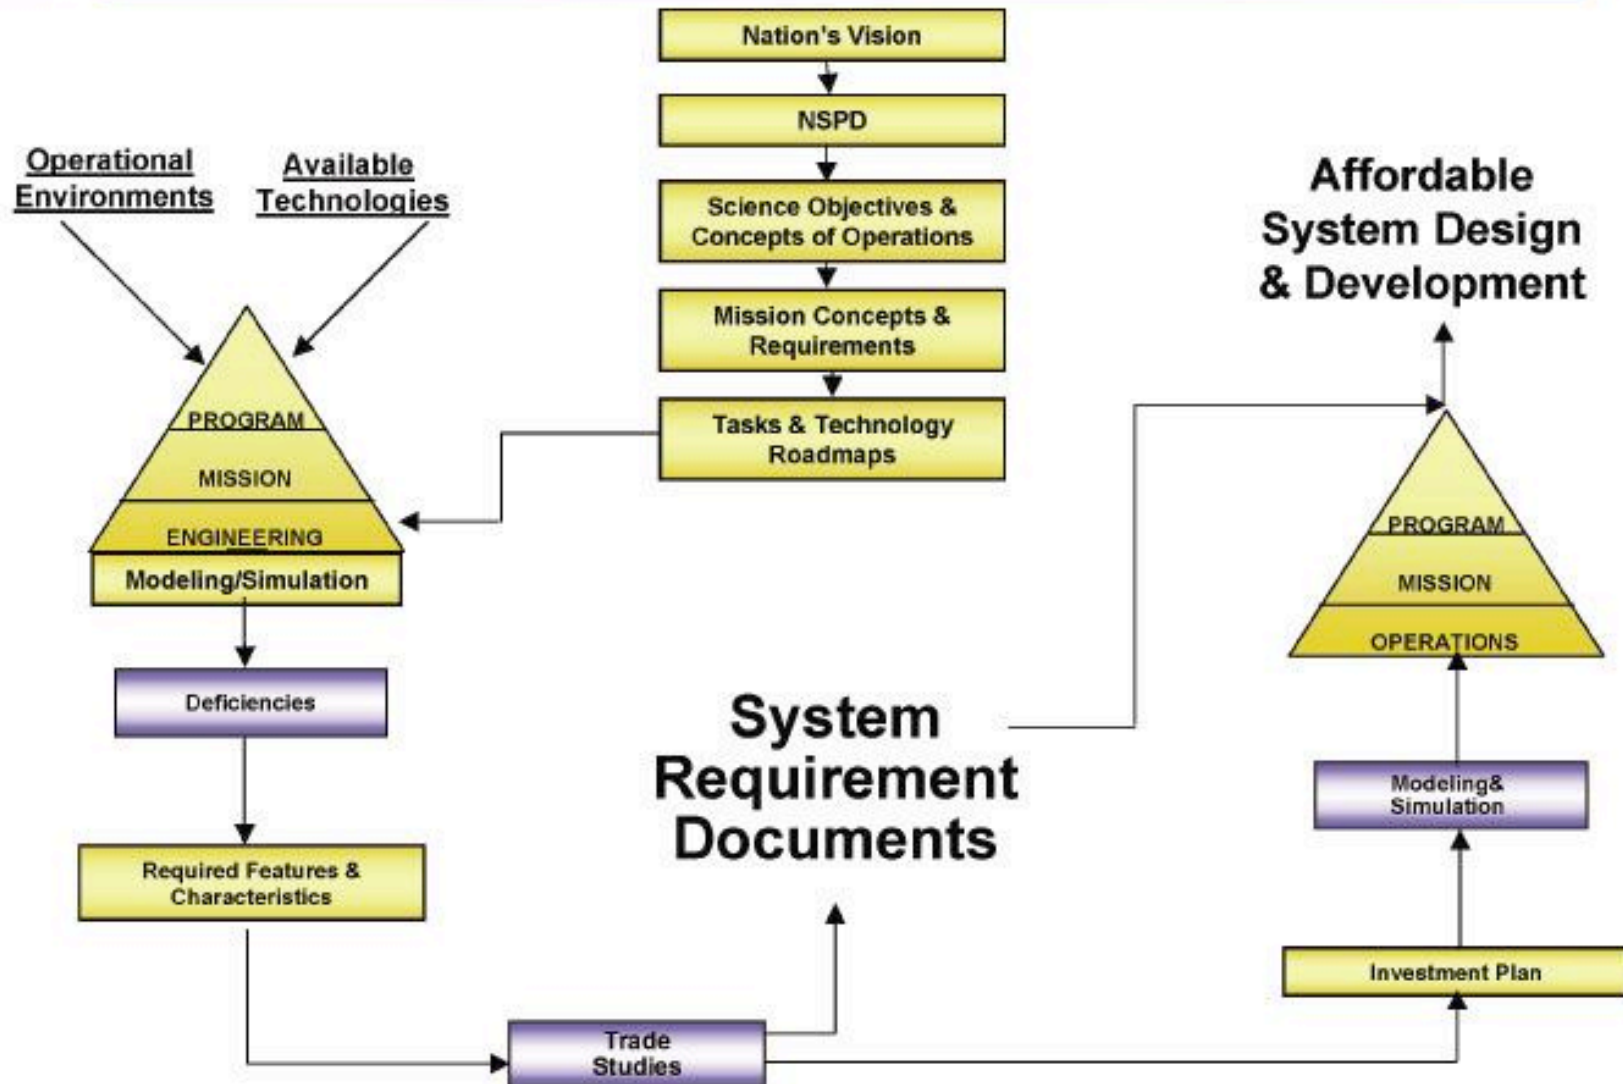 Nation's Vision
NSPD
Science Objectives &
Concepts of Operations
Mission Concepts &
Requirements
Tasks & Technology
Roadmaps
Operational
Environments
Available
Technologies
PROGRAM
MISSION
ENGINEERING
Modeling/Simulation
Deficiencies
Required Features &
Characteristics
Trade
Studies
System
Requirement
Documents
Affordable
System Design
& Development
PROGRAM
MISSION
OPERATIONS
Modeling&
Simulation
Investment Plan